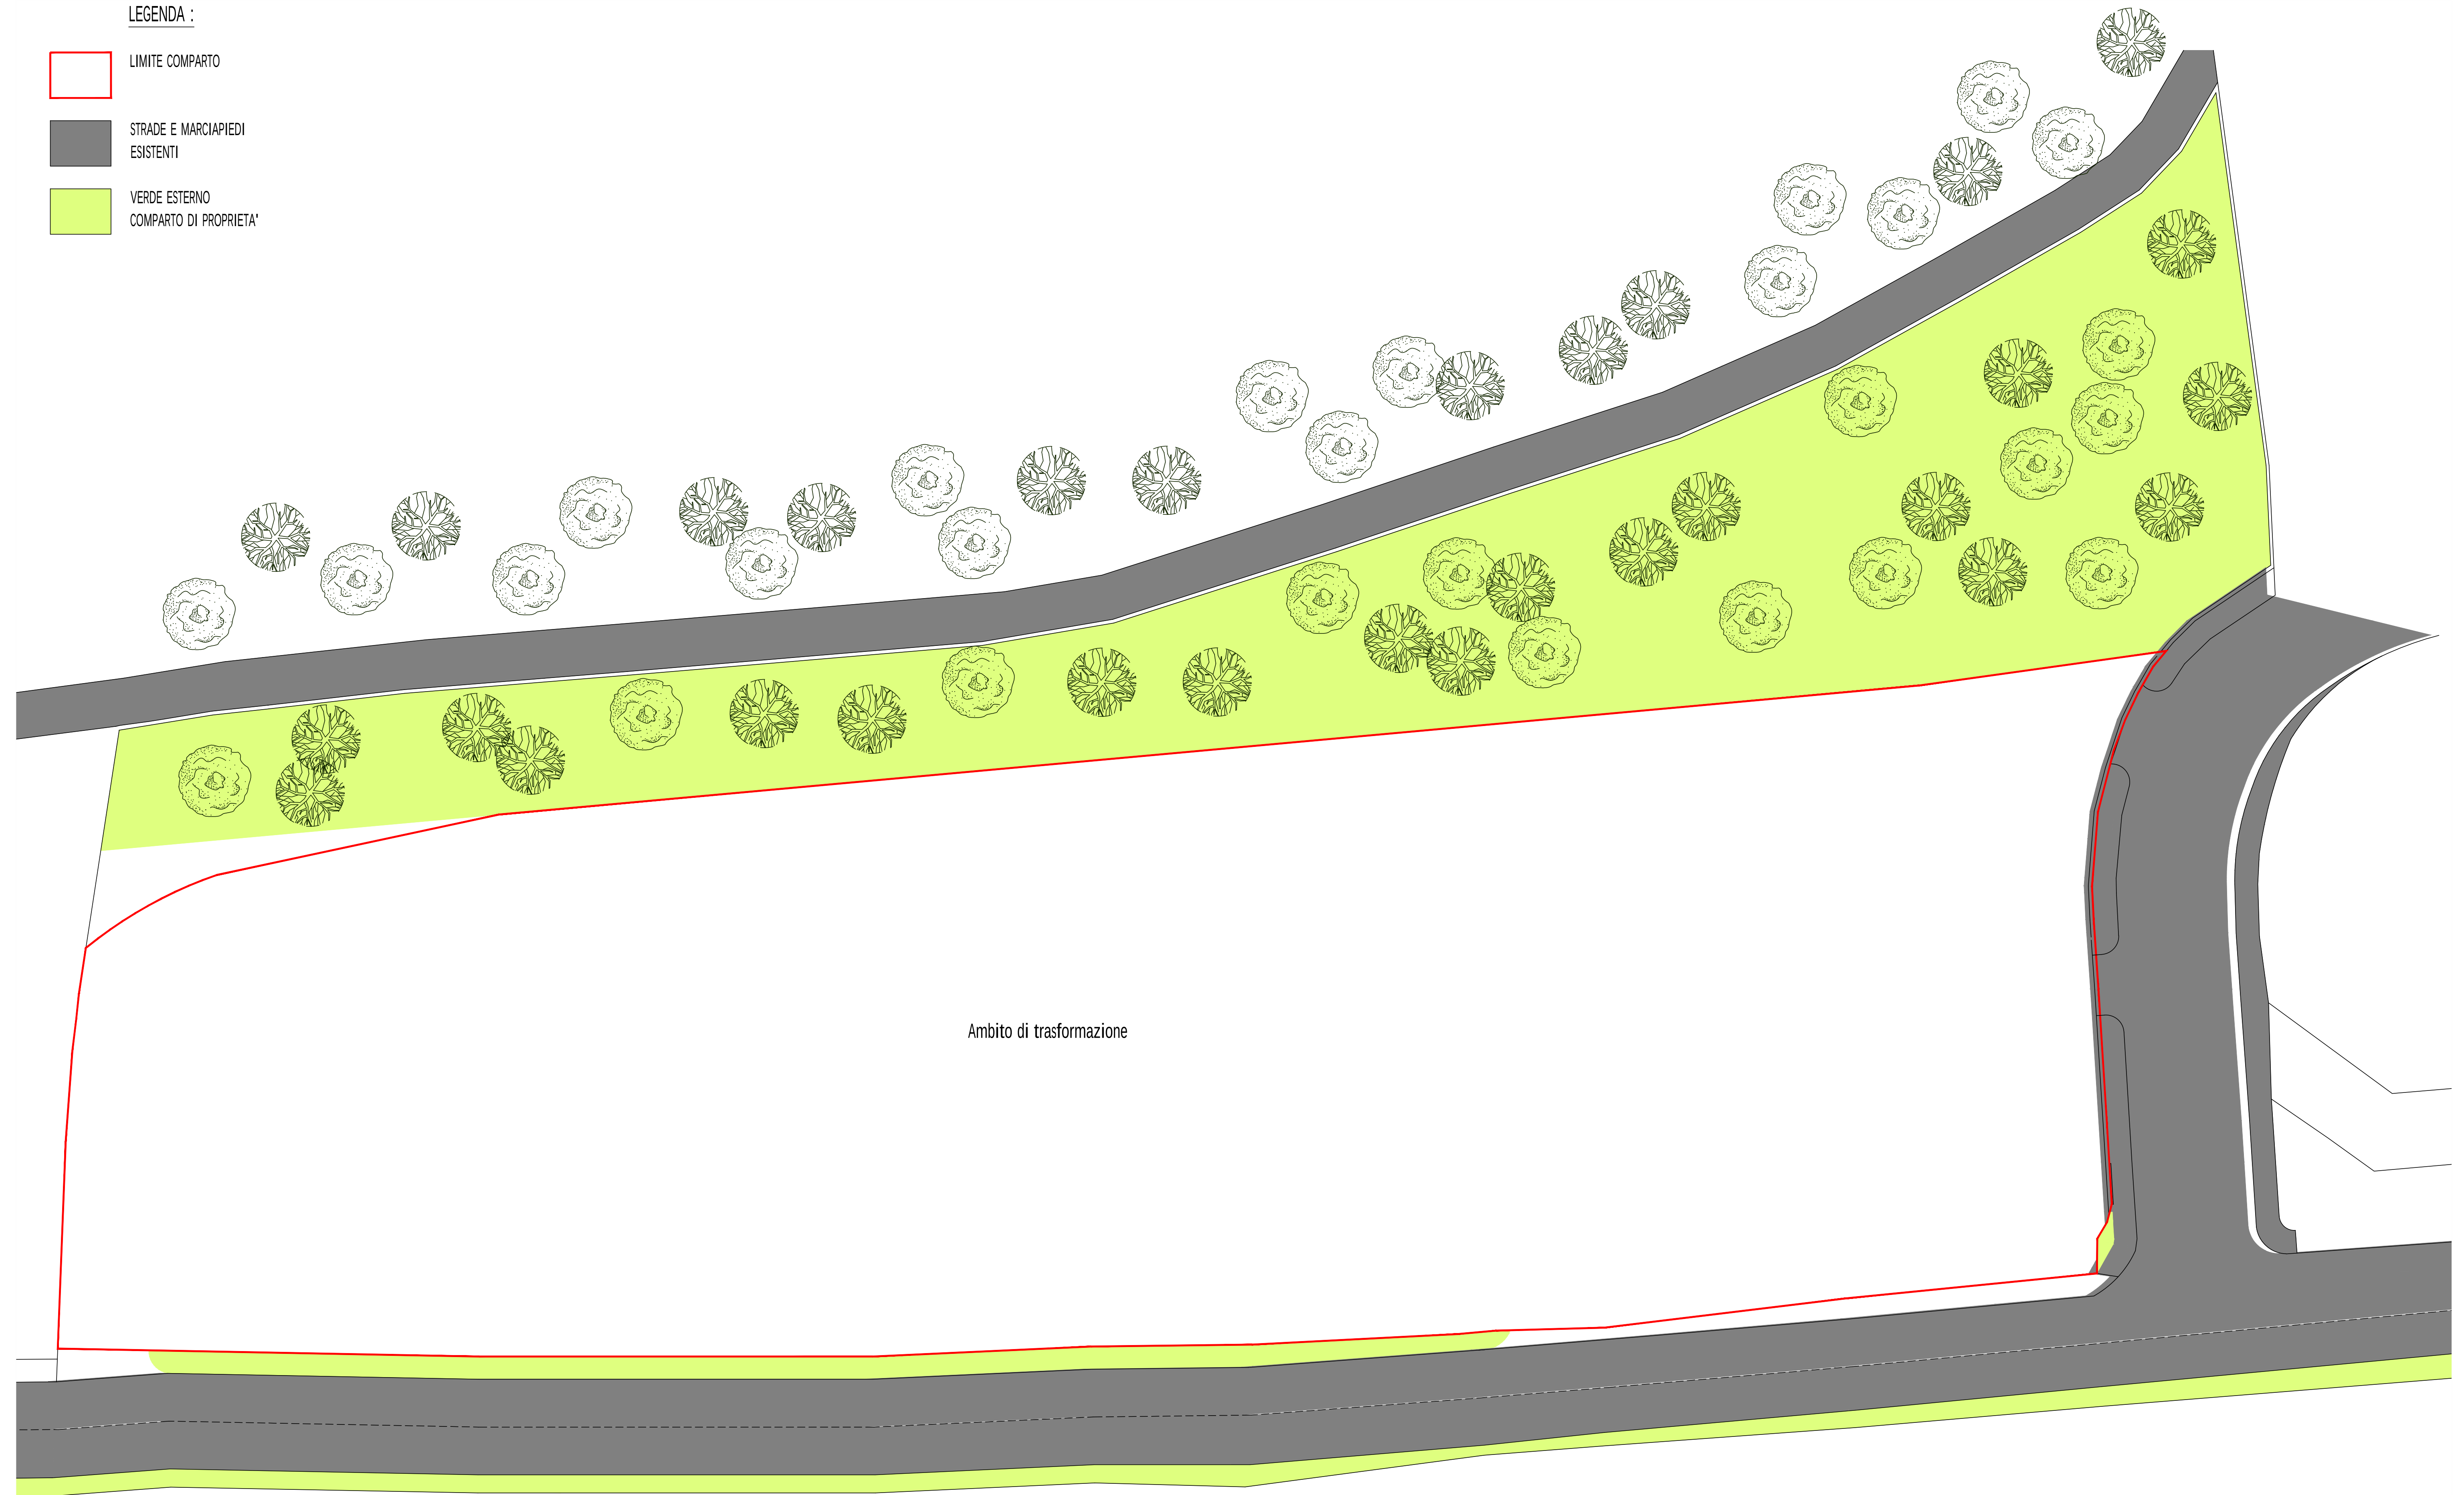 LEGENDA :
LIMITE COMPARTO
STRADE E MARCIAPIEDI
ESISTENTI
VERDE ESTERNO
COMPARTO DI PROPRIETA'
Ambito di trasformazione